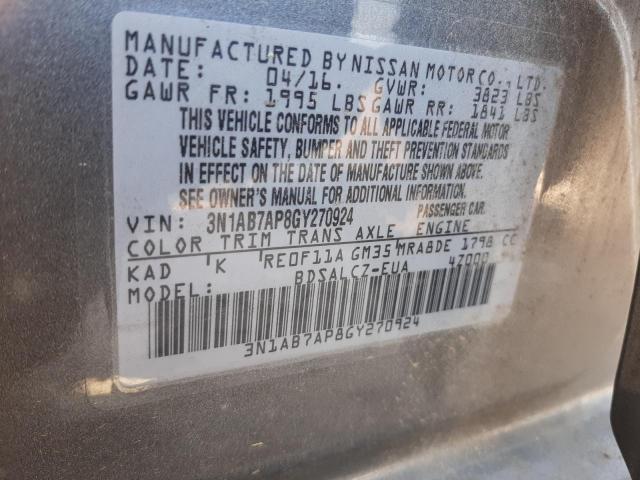 MANUFACTURED BY NISSAN MOTOR CO., LTD.
DATE: 04/16. GVWR: 3823 LBS
GAWR FR: 1995 LBS GAWR RR: 1841 LBS
THIS VEHICLE CONFORMS TO ALL APPLICABLE FEDERAL MOTOR
VEHICLE SAFETY, BUMPER AND THEFT PREVENTION STANDARDS
IN EFFECT ON THE DATE OF MANUFACTURE SHOWN ABOVE.
SEE OWNER'S MANUAL FOR ADDITIONAL INFORMATION.
VIN: 3N1AB7AP8GY270924 PASSENGER CAR
COLOR TRIM TRANS AXLE ENGINE
KAD K RE0F11A GM35 MRA8DE 1798 CC
MODEL: BDSALCZ-EUA 47000
3N1AB7AP8GY270924